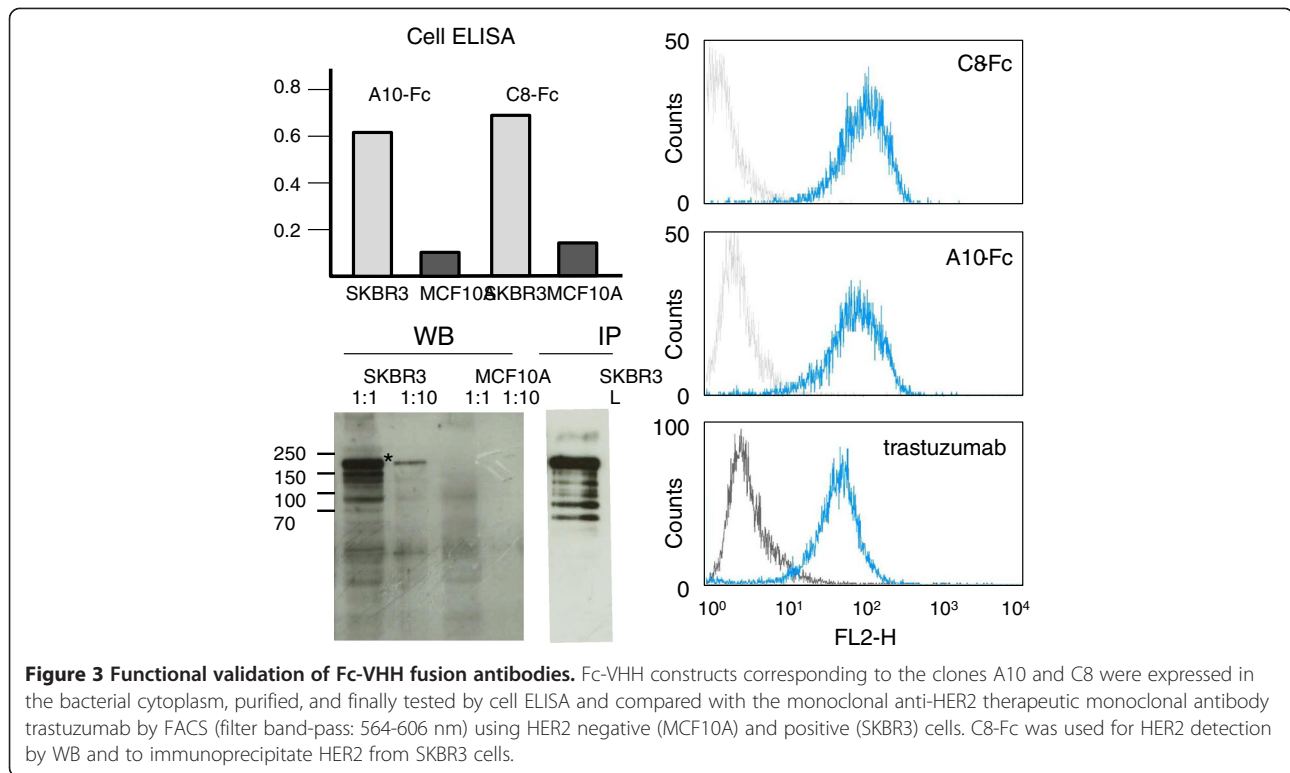 Cell ELISA
0.8
0.6
0.4
0.2
A10-Fc
C8-Fc
SKBR3
MCF10A
SKBR3
MCF10A
WB
IP
SKBR3
MCF10A
SKBR3
1:1
1:10
1:1
1:10
L
250
150
100
70
*
50
C8-Fc
Counts
0
50
A10-Fc
Counts
0
100
trastuzumab
Counts
0
10⁰
10¹
10²
10³
10⁴
FL2-H
Figure 3 Functional validation of Fc-VHH fusion antibodies. Fc-VHH constructs corresponding to the clones A10 and C8 were expressed in
the bacterial cytoplasm, purified, and finally tested by cell ELISA and compared with the monoclonal anti-HER2 therapeutic monoclonal antibody
trastuzumab by FACS (filter band-pass: 564-606 nm) using HER2 negative (MCF10A) and positive (SKBR3) cells. C8-Fc was used for HER2 detection
by WB and to immunoprecipitate HER2 from SKBR3 cells.